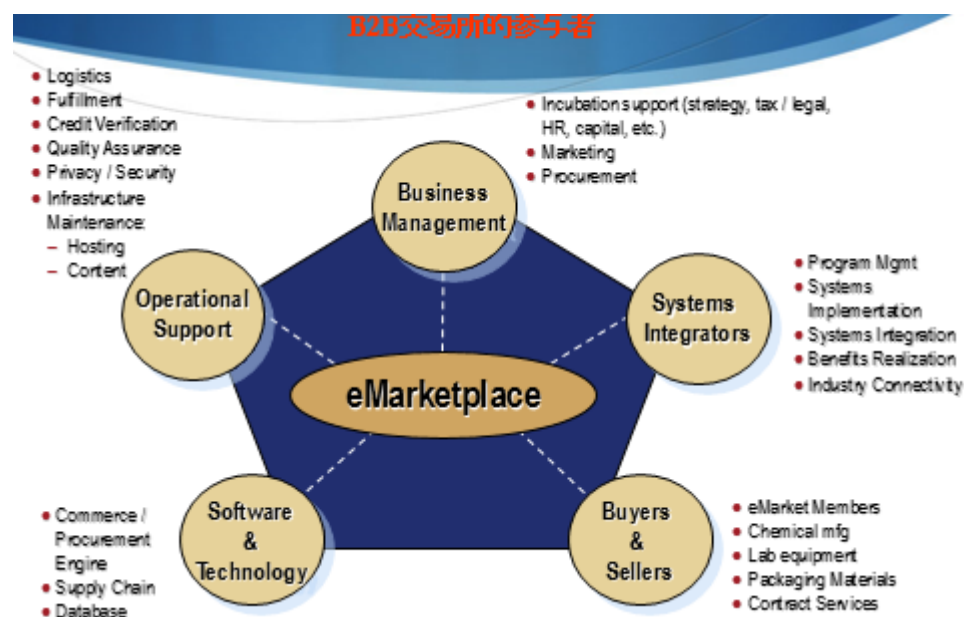 B2B交易所的参与者
● Logistics
● Fulfillment
● Credit Verification
● Quality Assurance
● Privacy / Security
● Infrastructure
Maintenance:
– Hosting
– Content
● Incubation support (strategy, tax / legal,
HR, capital, etc.)
● Marketing
● Procurement
Business
Management
Operational
Support
Systems
Integrators
● Program Mgmt
● Systems
Implementation
● Systems Integration
● Benefits Realization
● Industry Connectivity
eMarketplace
Software
&
Technology
● Commerce /
Procurement
Engine
● Supply Chain
● Database
Buyers
&
Sellers
● eMarket Members
● Chemical mfg
● Lab equipment
● Packaging Materials
● Contract Services